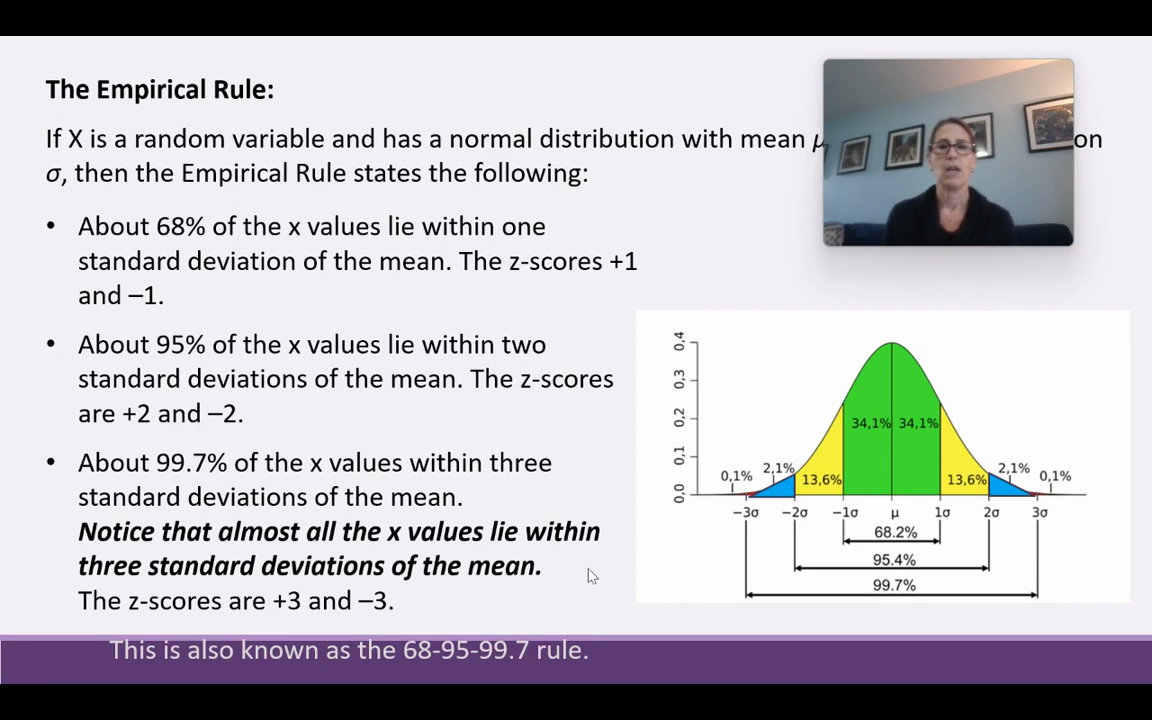 The Empirical Rule:
If X is a random variable and has a normal distribution with mean μ on
σ, then the Empirical Rule states the following:
• About 68% of the x values lie within one
standard deviation of the mean. The z-scores +1
and –1.
• About 95% of the x values lie within two
standard deviations of the mean. The z-scores
are +2 and –2.
• About 99.7% of the x values within three
standard deviations of the mean.
Notice that almost all the x values lie within
three standard deviations of the mean.
The z-scores are +3 and –3.
This is also known as the 68-95-99.7 rule.
0,4
0,3
0,2
0,1
0,0
34,1% 34,1%
0,1% 2,1% 13,6% 13,6% 2,1% 0,1%
−3σ −2σ −1σ μ 1σ 2σ 3σ
68.2%
95.4%
99.7%